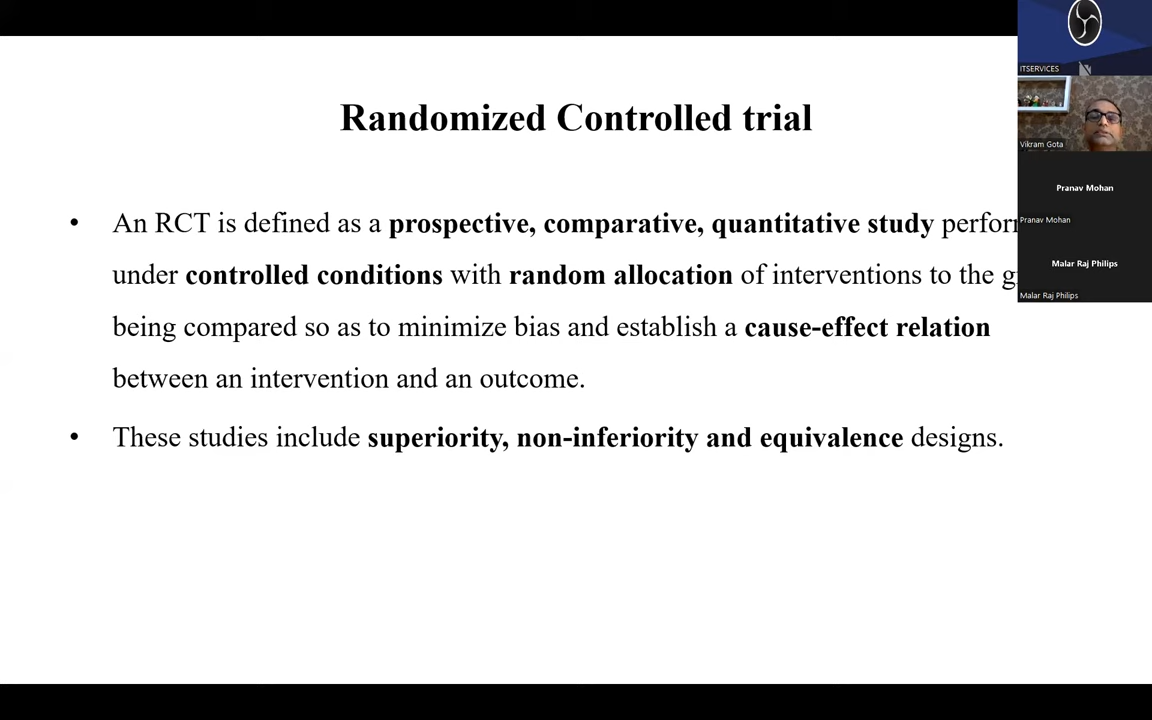 Randomized Controlled trial
• An RCT is defined as a prospective, comparative, quantitative study perform
under controlled conditions with random allocation of interventions to the g
being compared so as to minimize bias and establish a cause-effect relation
between an intervention and an outcome.
• These studies include superiority, non-inferiority and equivalence designs.
ITSERVICES
Vikram Gota
Pranav Mohan
Pranav Mohan
Malar Raj Philips
Malar Raj Philips